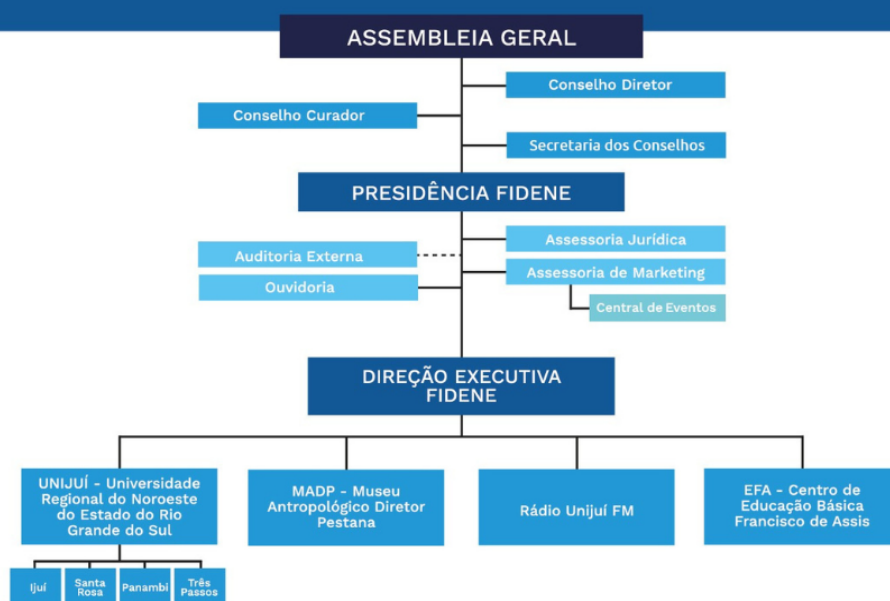 ASSEMBLEIA GERAL
Conselho Diretor
Conselho Curador
Secretaria dos Conselhos
PRESIDÊNCIA FIDENE
Assessoria Jurídica
Auditoria Externa
Assessoria de Marketing
Ouvidoria
Central de Eventos
DIREÇÃO EXECUTIVA
FIDENE
UNIJUÍ - Universidade
Regional do Noroeste
do Estado do Rio
Grande do Sul
MADP - Museu
Antropológico Diretor
Pestana
Rádio Unijuí FM
EFA - Centro de
Educação Básica
Francisco de Assis
Ijuí
Santa
Rosa
Panambi
Três
Passos